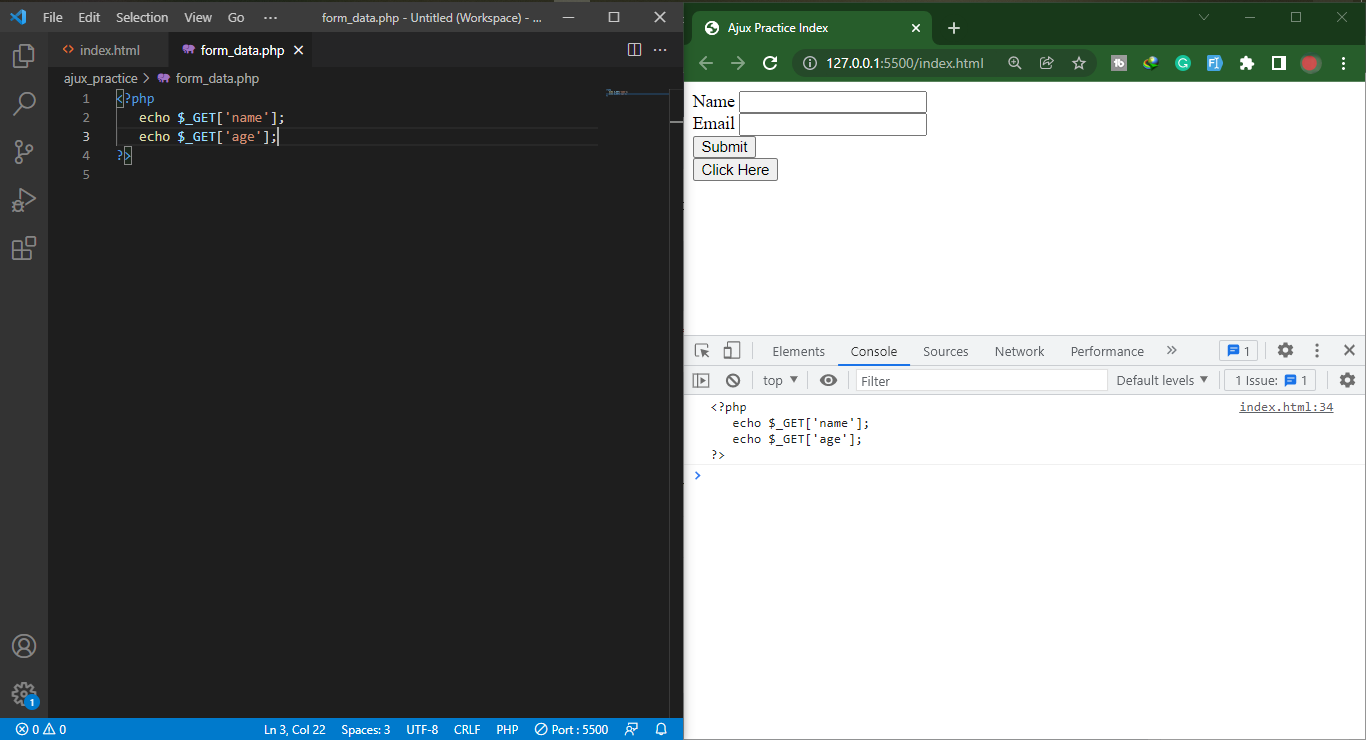 File Edit Selection View Go ··· form_data.php - Untitled (Workspace) - ...
index.html form_data.php
ajux_practice > form_data.php
1 <?php
2 echo $_GET['name'];
3 echo $_GET['age'];
4 ?>
5
1
0 0 Ln 3, Col 22 Spaces: 3 UTF-8 CRLF PHP Port : 5500
Ajux Practice Index
127.0.0.1:5500/index.html
Name
Email
Submit
Click Here
Elements Console Sources Network Performance » 1
top Filter Default levels 1 Issue: 1
<?php index.html:34
echo $_GET['name'];
echo $_GET['age'];
?>
>